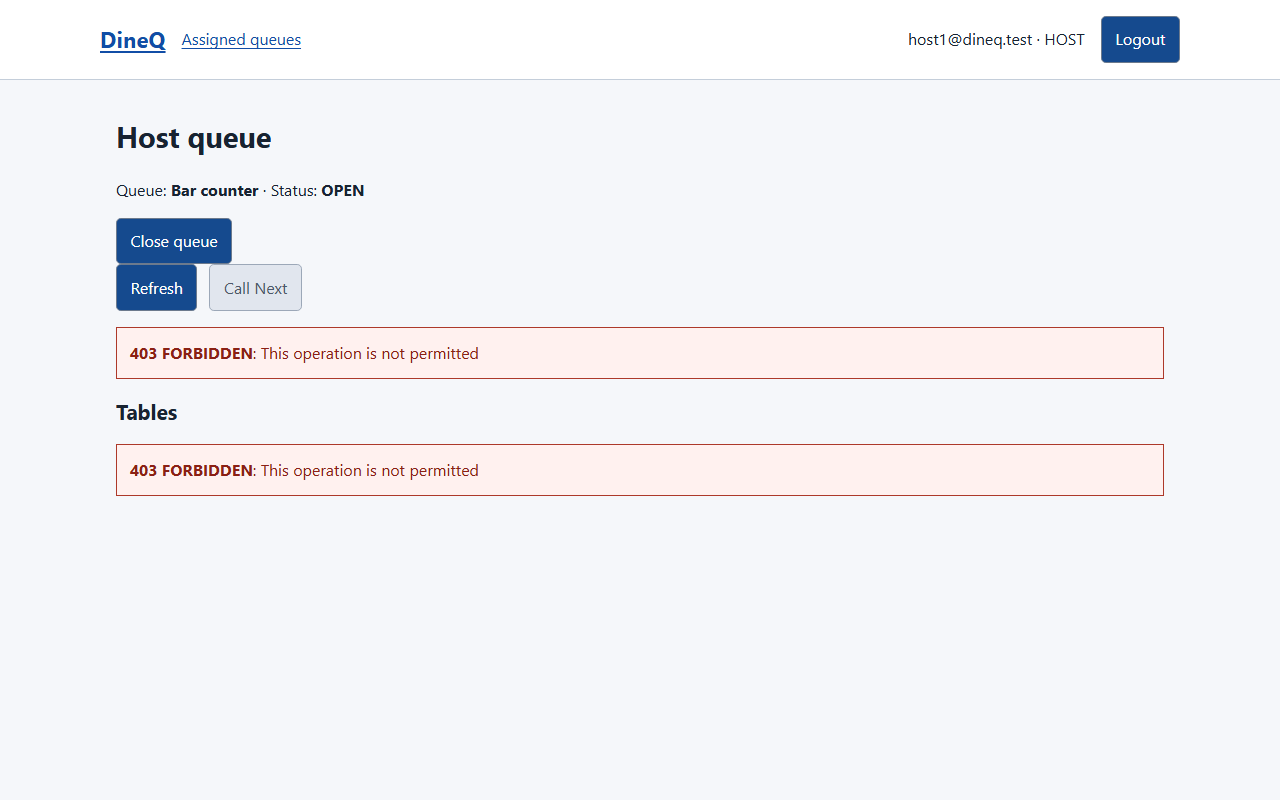 DineQ Assigned queues host1@dineq.test · HOST Logout
Host queue
Queue: Bar counter · Status: OPEN
Close queue
Refresh Call Next
403 FORBIDDEN: This operation is not permitted
Tables
403 FORBIDDEN: This operation is not permitted